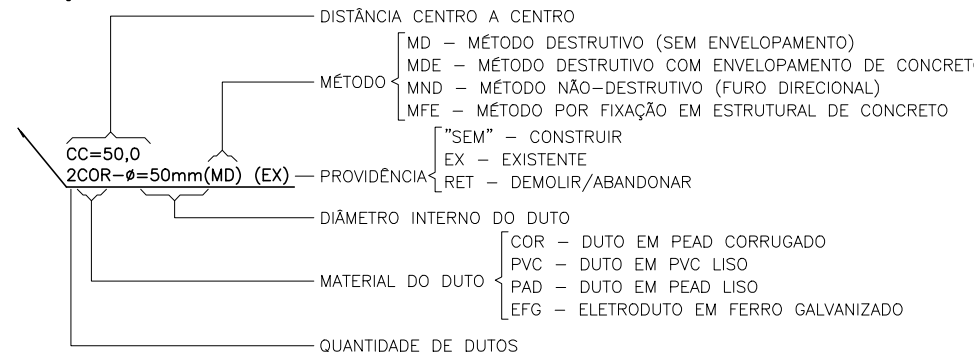 DISTÂNCIA CENTRO A CENTRO
MÉTODO
MD – MÉTODO DESTRUTIVO (SEM ENVELOPAMENTO)
MDE – MÉTODO DESTRUTIVO COM ENVELOPAMENTO DE CONCRETO
MND – MÉTODO NÃO-DESTRUTIVO (FURO DIRECIONAL)
MFE – MÉTODO POR FIXAÇÃO EM ESTRUTURAL DE CONCRETO
CC=50,0
2COR-ø=50mm(MD) (EX)
PROVIDÊNCIA
"SEM" – CONSTRUIR
EX – EXISTENTE
RET – DEMOLIR/ABANDONAR
DIÂMETRO INTERNO DO DUTO
MATERIAL DO DUTO
COR – DUTO EM PEAD CORRUGADO
PVC – DUTO EM PVC LISO
PAD – DUTO EM PEAD LISO
EFG – ELETRODUTO EM FERRO GALVANIZADO
QUANTIDADE DE DUTOS